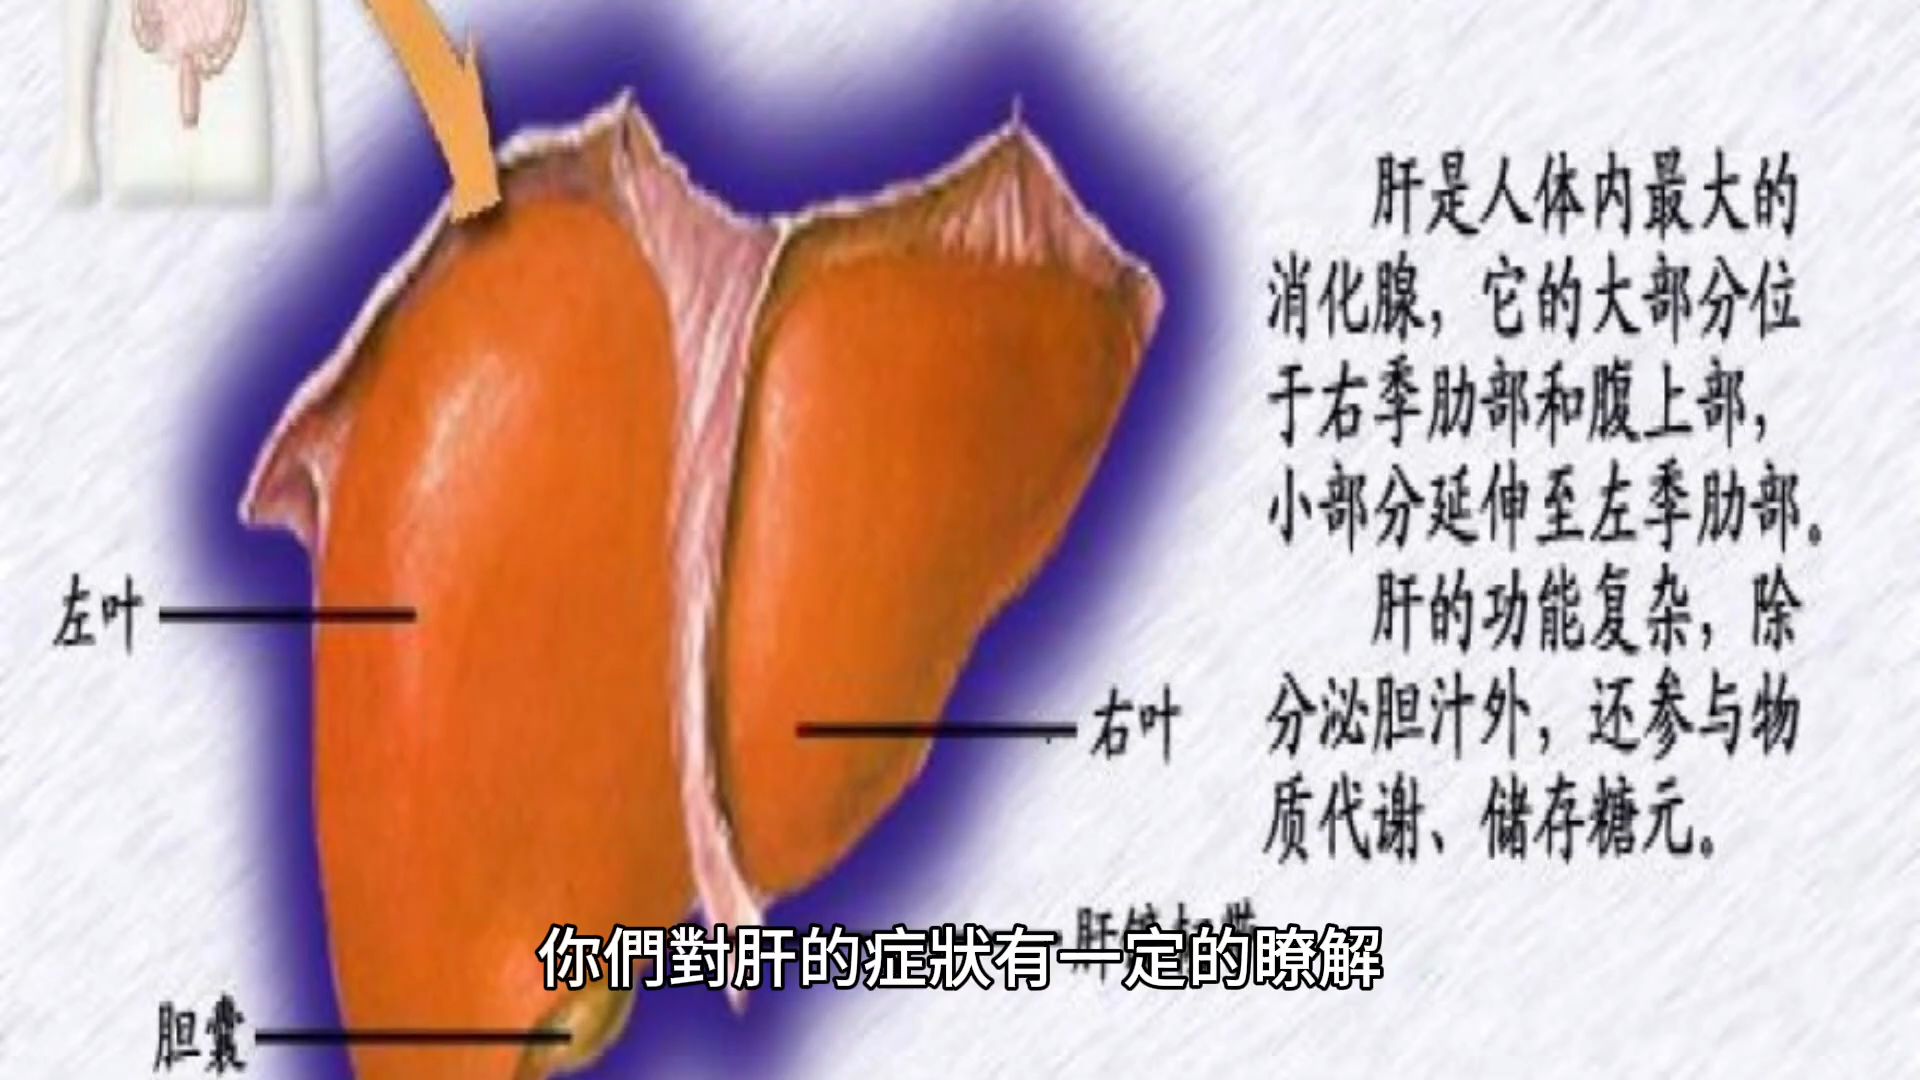 肝是人体内最大的
消化腺，它的大部分位
于右季肋部和腹上部，
小部分延伸至左季肋部。
肝的功能复杂，除
分泌胆汁外，还参与物
质代谢、储存糖元。
左叶
右叶
你們對肝的症狀有一定的瞭解
胆囊